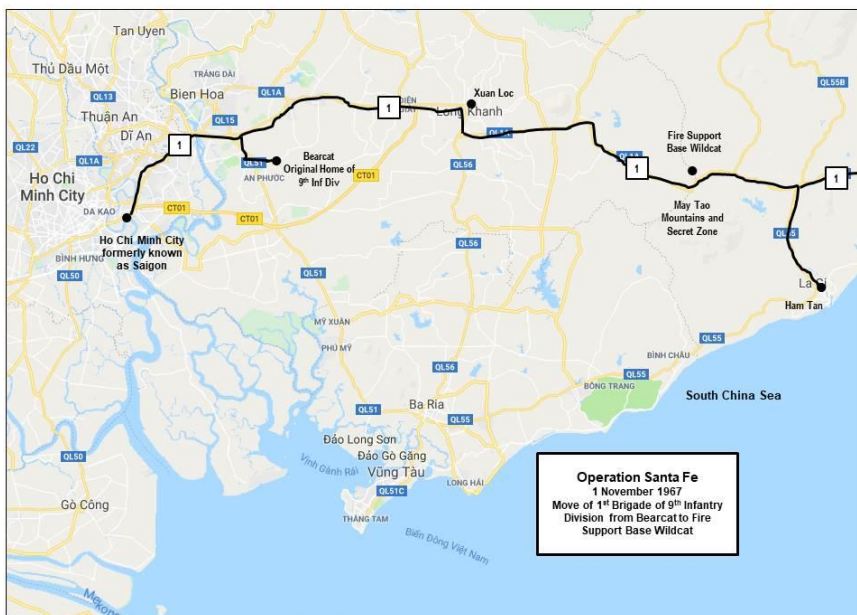 Tan Uyen
QL55B
Thủ Dầu Một
TRẢNG DÀI
QL1A
QL13
Bien Hoa
Xuan Loc
1
Long Khanh
Thuận An
QL15
Dĩ An
1
QL22
QL1A
QL51
Bearcat
Original Home of
9th Inf Div
AN PHƯỚC
QL56
Fire Support
Base Wildcat
1
1
Ho Chi
Minh City
CT01
ĐA KAO
CT01
CT01
May Tao
Mountains and
Secret Zone
Ho Chi Minh City
formerly known
as Saigon
BÌNH HƯNG
QL50
QL56
QL51
La Gi
Ham Tan
MỸ XUÂN
PHÚ MỸ
QL55
BÌNH CHÂU
QL56
QL55
BÔNG TRANG
South China Sea
QL51
Ba Ria
QL55
Đảo Long Sơn
Đảo Gò Găng
Vịnh Gành Rái
Vũng Tàu
QL50
QL51C
LONG HẢI
Gò Công
THẮNG TAM
Biển Đông Việt Nam
Operation Santa Fe
1 November 1967
Move of 1st Brigade of 9th Infantry
Division from Bearcat to Fire
Support Base Wildcat